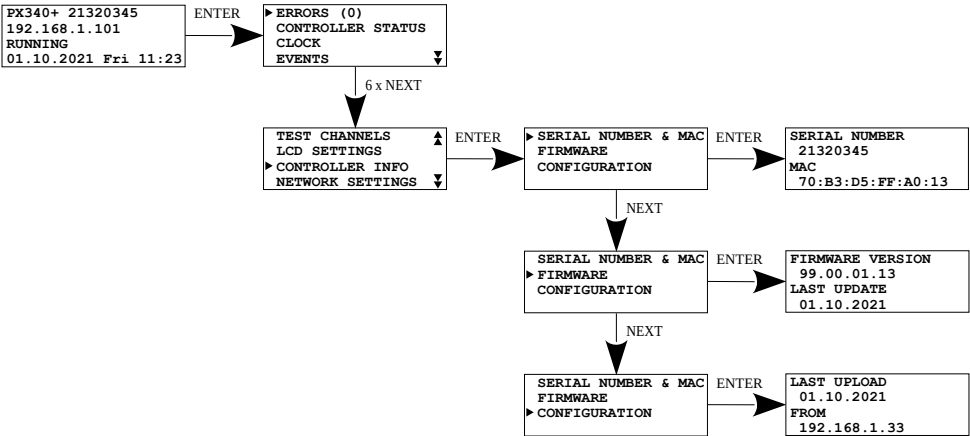 PX340+ 21320345
192.168.1.101
RUNNING
01.10.2021 Fri 11:23
ENTER
ERRORS (0)
CONTROLLER STATUS
CLOCK
EVENTS
6 x NEXT
TEST CHANNELS
LCD SETTINGS
CONTROLLER INFO
NETWORK SETTINGS
ENTER
SERIAL NUMBER & MAC
FIRMWARE
CONFIGURATION
ENTER
SERIAL NUMBER
21320345
MAC
70:B3:D5:FF:A0:13
NEXT
SERIAL NUMBER & MAC
FIRMWARE
CONFIGURATION
ENTER
FIRMWARE VERSION
99.00.01.13
LAST UPDATE
01.10.2021
NEXT
SERIAL NUMBER & MAC
FIRMWARE
CONFIGURATION
ENTER
LAST UPLOAD
01.10.2021
FROM
192.168.1.33